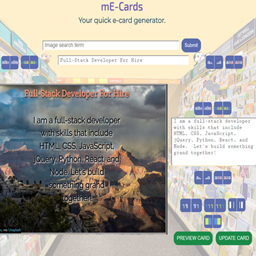 mE-Cards
Your quick e-card generator.
Image search term
Submit
Full-Stack Developer For Hire
Full-Stack Developer For Hire
I am a full-stack developer
with skills that include
HTML, CSS, JavaScript,
jQuery, Python, React, and
Node. Let's build
something grand
together!
I am a full-stack developer
with skills that include
HTML, CSS, JavaScript,
jQuery, Python, React, and
Node. Let's build something
grand together!
PREVIEW CARD
UPDATE CARD